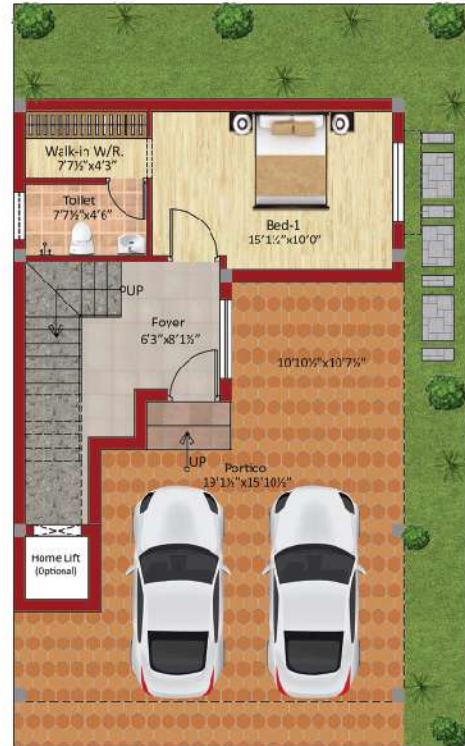 Walk-in W/R.
7'7½"x4'3"
Toilet
7'7½"x4'6"
Bed-1
15'1½"x10'0"
UP
Foyer
6'3"x8'1½"
10'10½"x10'7½"
UP
Portico
19'1½"x15'10½"
Home Lift
(Optional)